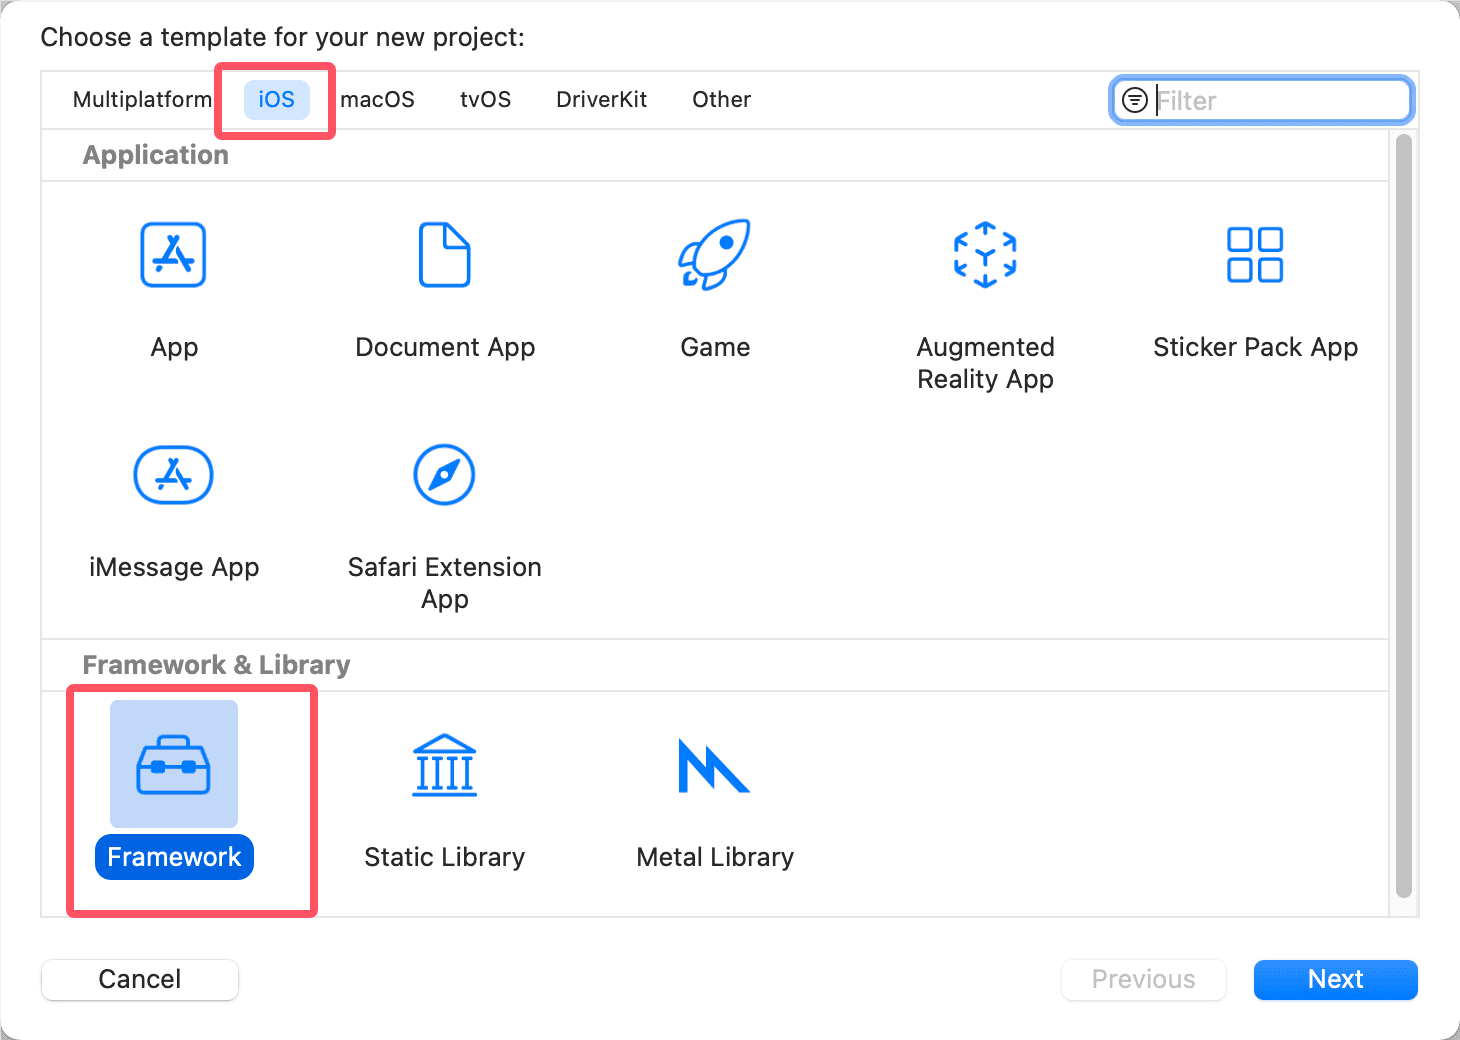 Choose a template for your new project:
Multiplatform iOS macOS tvOS DriverKit Other Filter
Application
App Document App Game Augmented Reality App Sticker Pack App
iMessage App Safari Extension App
Framework & Library
Framework Static Library Metal Library
Cancel Previous Next